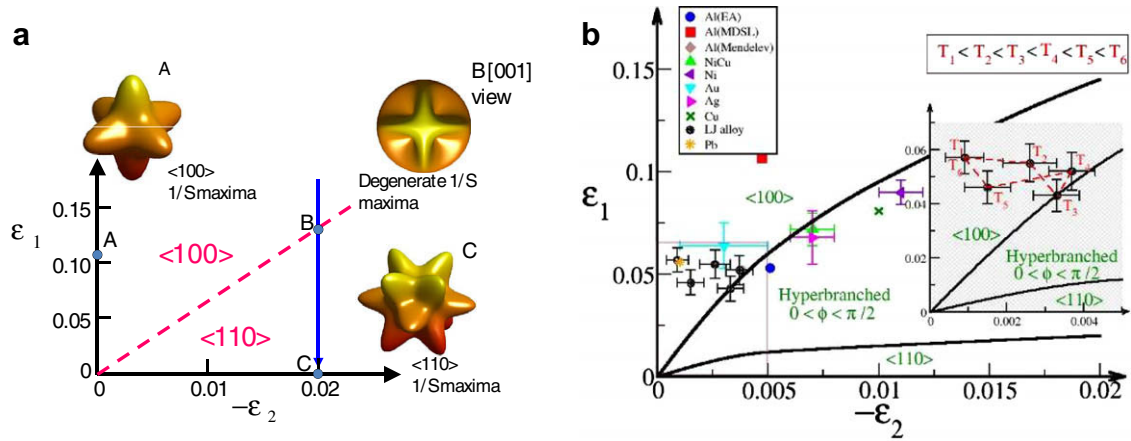 a
A
<100>
1/Smaxima
B[001]
view
Degenerate 1/S
maxima
ε1
0.15
0.10
0.05
0
A
B
C
<100>
<110>
C
<110>
1/Smaxima
0
0.01
0.02
−ε2
b
Al(EA)
Al(MDSL)
Al(Mendelev)
NiCu
Ni
Au
Ag
Cu
LJ alloy
Pb
T1 < T2 < T3 < T4 < T5 < T6
ε1
0.15
0.1
0.05
0
<100>
Hyperbranched
0 < ϕ < π /2
<110>
0
0.005
0.01
0.015
0.02
−ε2
0.06
0.04
0.02
0
T1
T2
T3
T5
T6
<100>
Hyperbranched
0 < ϕ < π /2
<110>
0
0.002
0.004